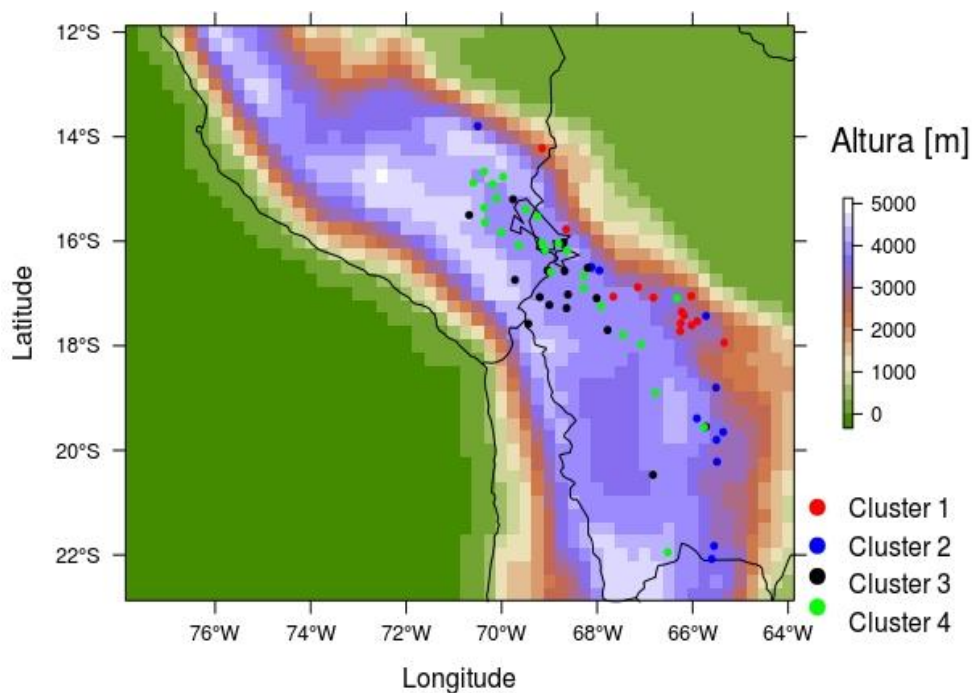 12°S
14°S
16°S
18°S
20°S
22°S
Latitude
76°W 74°W 72°W 70°W 68°W 66°W 64°W
Longitude
Altura [m]
5000
4000
3000
2000
1000
0
Cluster 1
Cluster 2
Cluster 3
Cluster 4